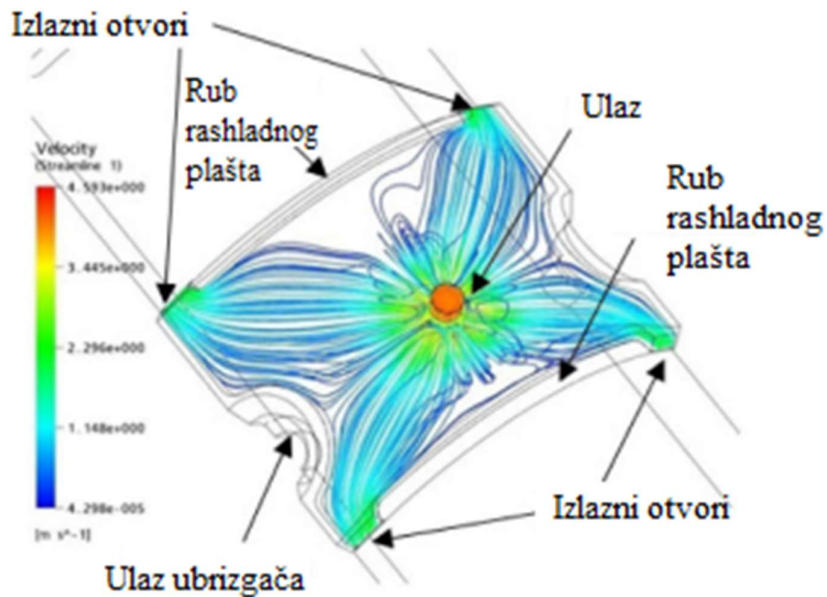 Izlazni otvori
Rub
rashladnog
plašta
Ulaz
Rub
rashladnog
plašta
Velocity
(Streamline 1)
4.593e+000
3.445e+000
2.296e+000
1.148e+000
4.298e-005
[m s^-1]
Izlazni otvori
Ulaz ubrizgača